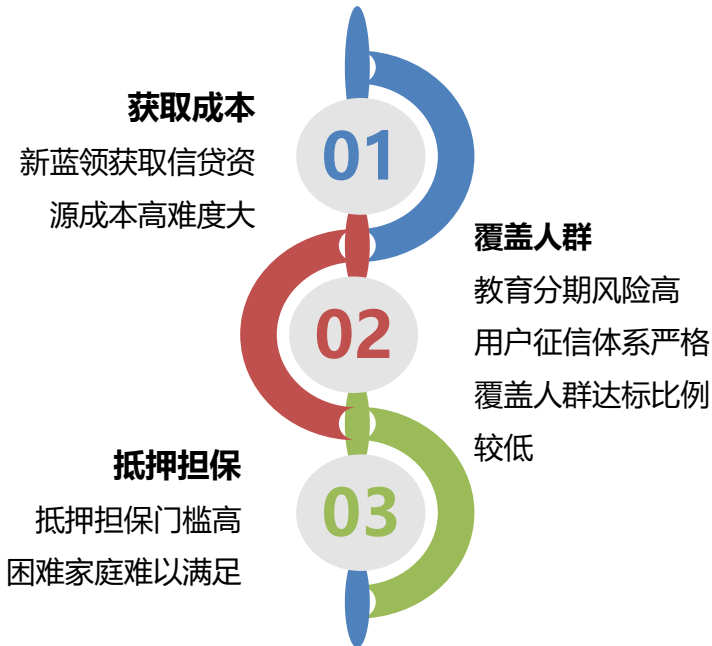 获取成本
新蓝领获取信贷资
源成本高难度大
01
覆盖人群
教育分期风险高
用户征信体系严格
覆盖人群达标比例
较低
02
抵押担保
抵押担保门槛高
困难家庭难以满足
03